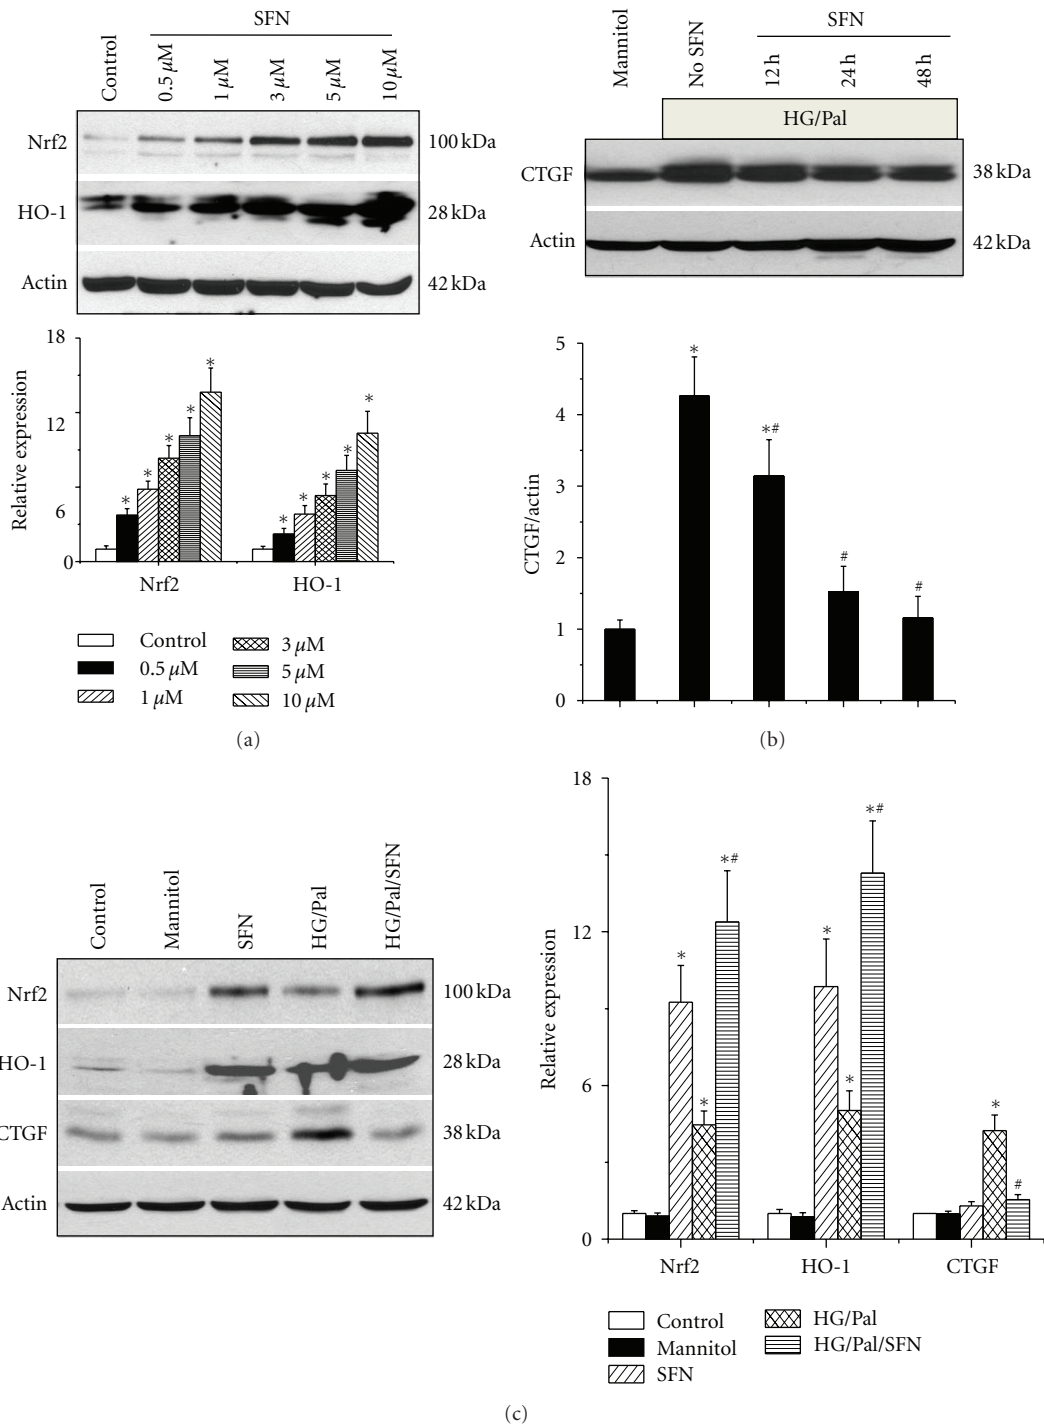 SFN
Control
0.5 µM
1 µM
3 µM
5 µM
10 µM
Nrf2
100 kDa
HO-1
28 kDa
Actin
42 kDa
18
12
6
0
Relative expression
* * * * *
* * * * *
Nrf2
HO-1
Control
0.5 µM
1 µM
3 µM
5 µM
10 µM
(a)
SFN
Mannitol
No SFN
12 h
24 h
48 h
HG/Pal
CTGF
38 kDa
Actin
42 kDa
5
4
3
2
1
0
CTGF/actin
*
*#
#
#
(b)
Control
Mannitol
SFN
HG/Pal
HG/Pal/SFN
Nrf2
100 kDa
HO-1
28 kDa
CTGF
38 kDa
Actin
42 kDa
18
12
6
0
Relative expression
* * *#
* * *#
* #
Nrf2
HO-1
CTGF
Control
Mannitol
SFN
HG/Pal
HG/Pal/SFN
(c)